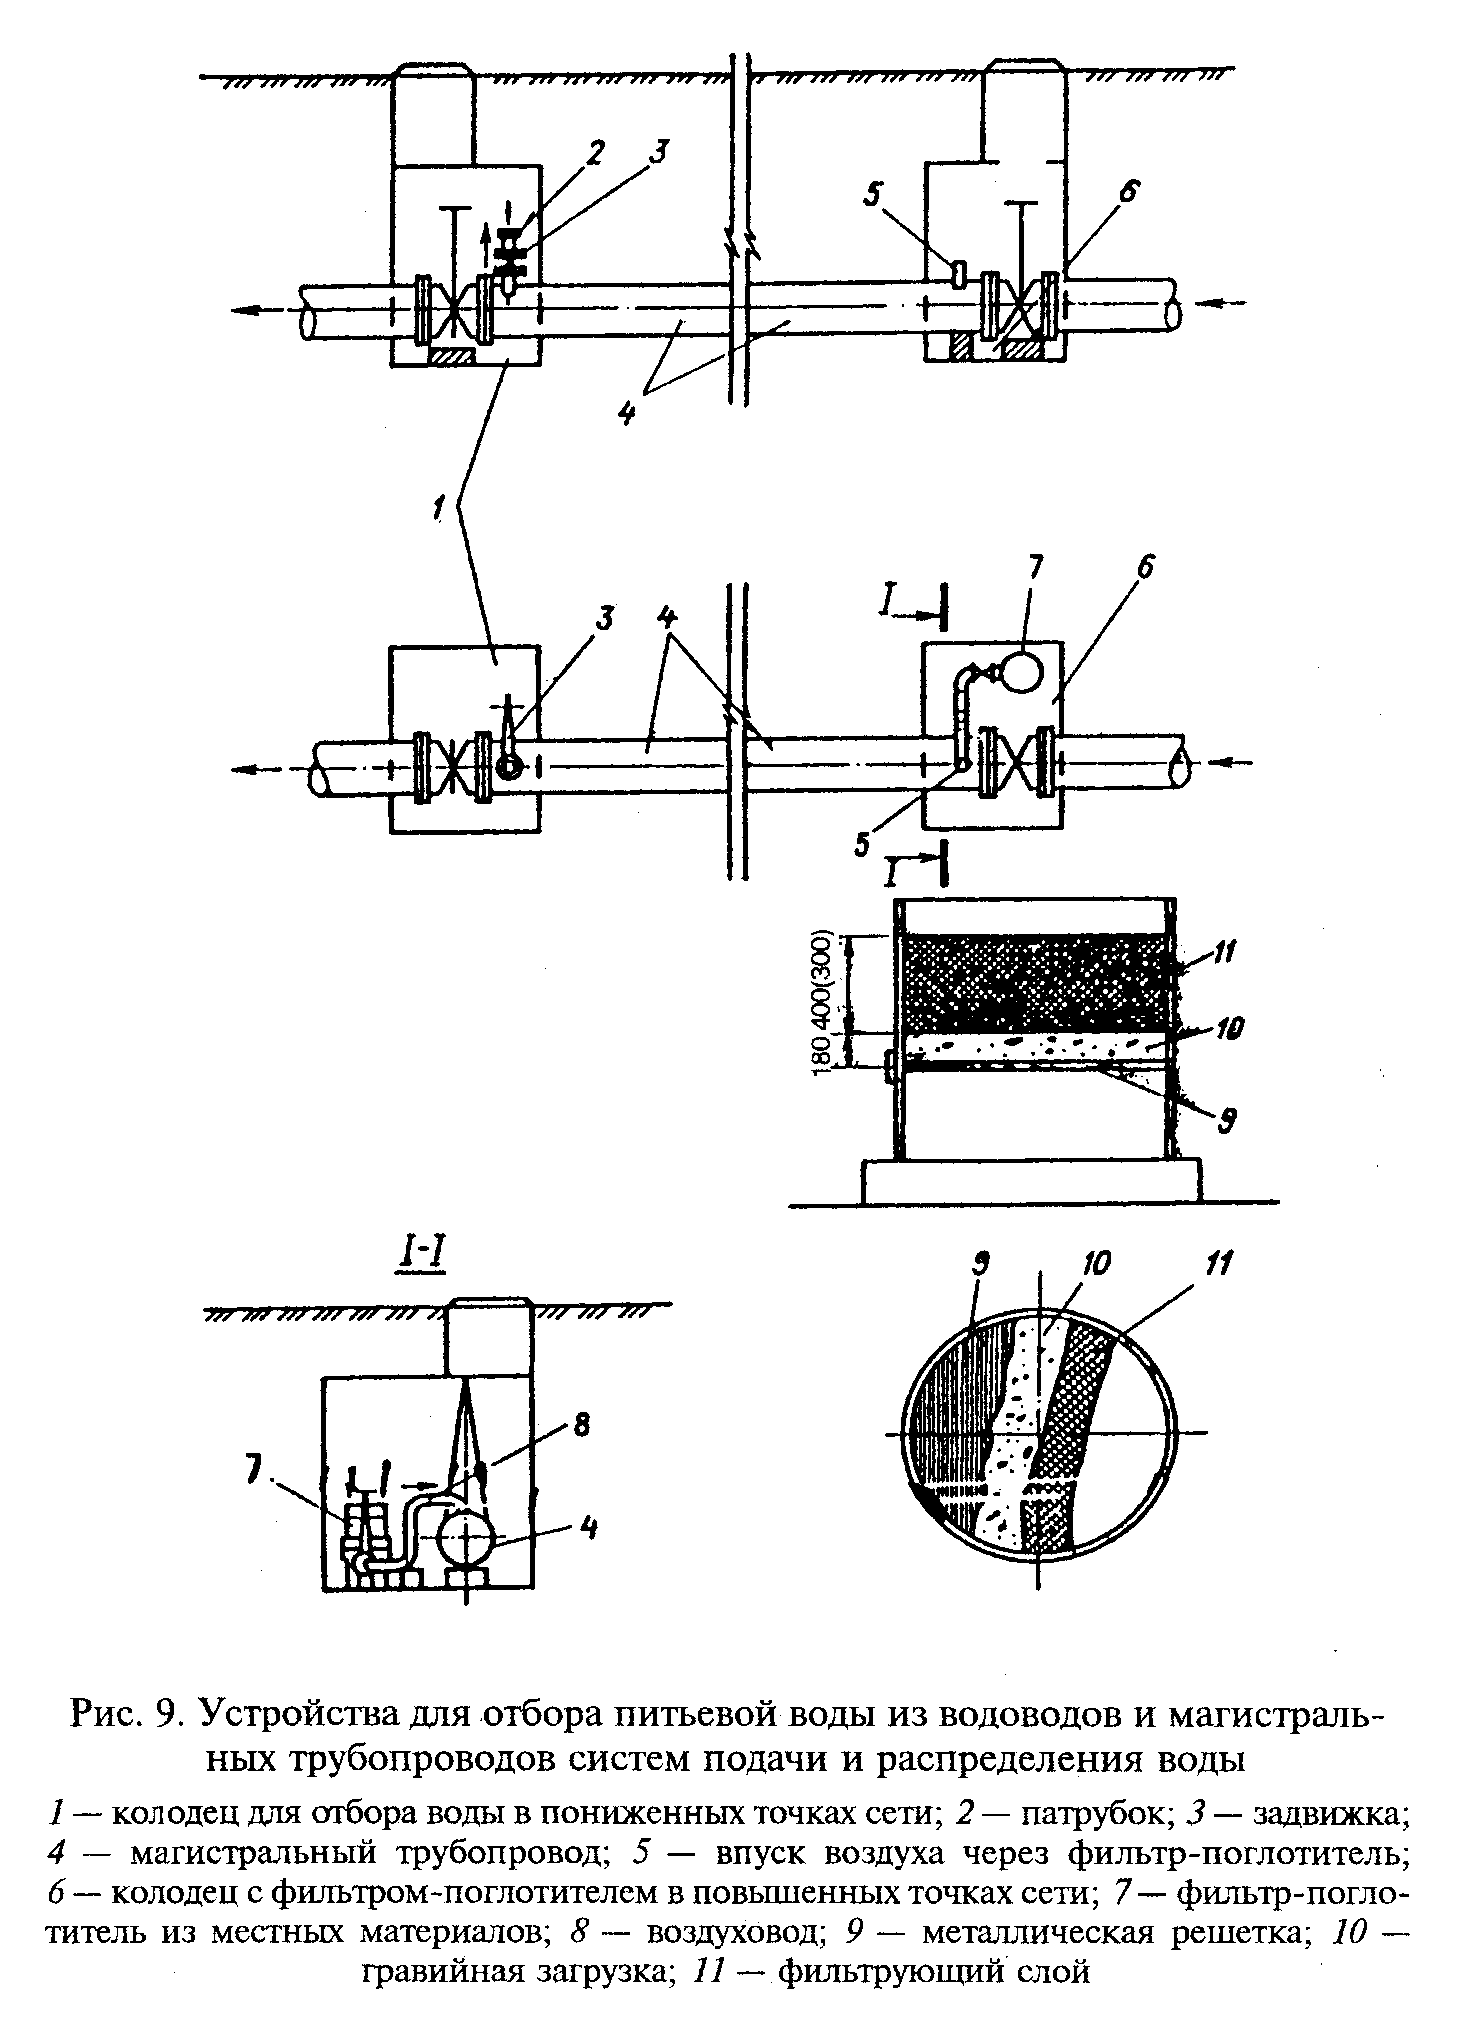 2 3
5 6
4
1
7 6
I
3 4
5
I
11
400(300)
10
180
9
I-I
9 10 11
8
7
4
Рис. 9. Устройства для отбора питьевой воды из водоводов и магистраль-
ных трубопроводов систем подачи и распределения воды
1 — колодец для отбора воды в пониженных точках сети; 2 — патрубок; 3 — задвижка;
4 — магистральный трубопровод; 5 — впуск воздуха через фильтр-поглотитель;
6 — колодец с фильтром-поглотителем в повышенных точках сети; 7 — фильтр-погло-
титель из местных материалов; 8 — воздуховод; 9 — металлическая решетка; 10 —
гравийная загрузка; 11 — фильтрующий слой